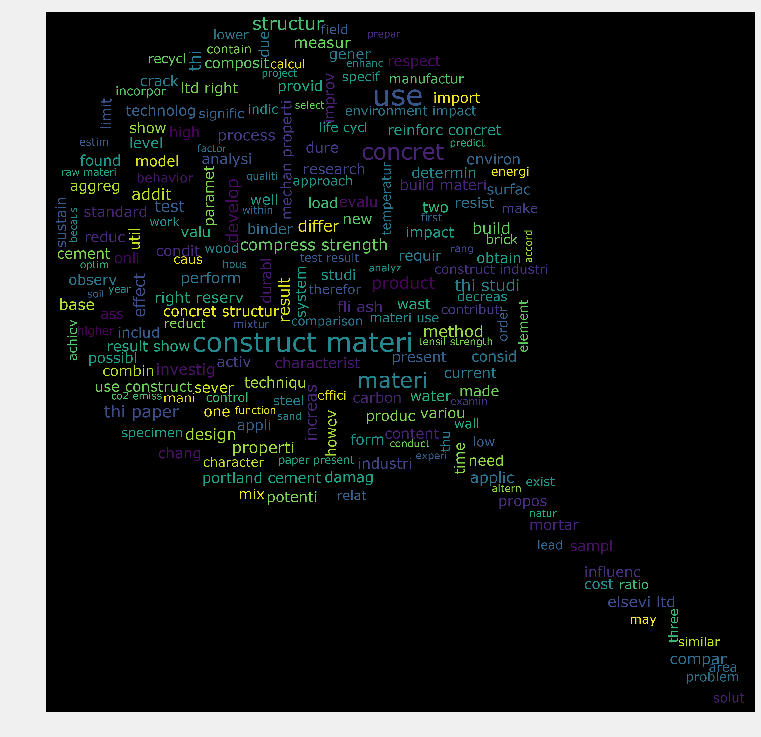 structur
field
lower
due
prepar
measur
contain
thi
gener
recycl
composit
calcul
enhanc
respect
project
crack
specif
manufactur
incorpor
ltd right
provid
improv
use
import
limit
technolog
signific
indic
select
environment impact
show
high
process
life cycl
reinforc concret
estim
level
factor
mechan properti
dure
concret
predict
found
model
analysi
research
determin
environ
raw materi
behavior
qualiti
approach
temperatur
energi
aggreg
addit
paramet
develop
well
load
evalu
build materi
surfac
sustain
becaus
standard
test
within
differ
new
two
resist
make
work
first
reduc
util
valu
binder
impact
build
cement
onli
condit
wood
compress strength
requir
rang
brick
accord
optim
caus
hous
test result
studi
obtain
observ
effect
perform
durabl
result
system
analyz
product
construct industri
soil
year
therefor
thi studi
base
right reserv
fli ash
wast
decreas
ass
concret structur
contribut
order
element
achiev
higher
includ
reduct
mixtur
comparison
materi use
method
result show
construct materi
tensil strength
possibl
activ
characterist
present
consid
combin
investig
materi
current
use construct
sever
techniqu
co2 emiss
mani
control
steel
effici
carbon
water
made
increas
examin
thi paper
one
function
sand
howev
produc
variou
appli
wall
specimen
design
form
content
thu
low
properti
conduct
time
chang
character
paper present
industri
experi
need
portland cement
damag
applic
exist
mix
potenti
relat
altern
propos
natur
mortar
lead
sampl
influenc
cost
ratio
elsevi ltd
may
three
similar
compar
area
problem
solut